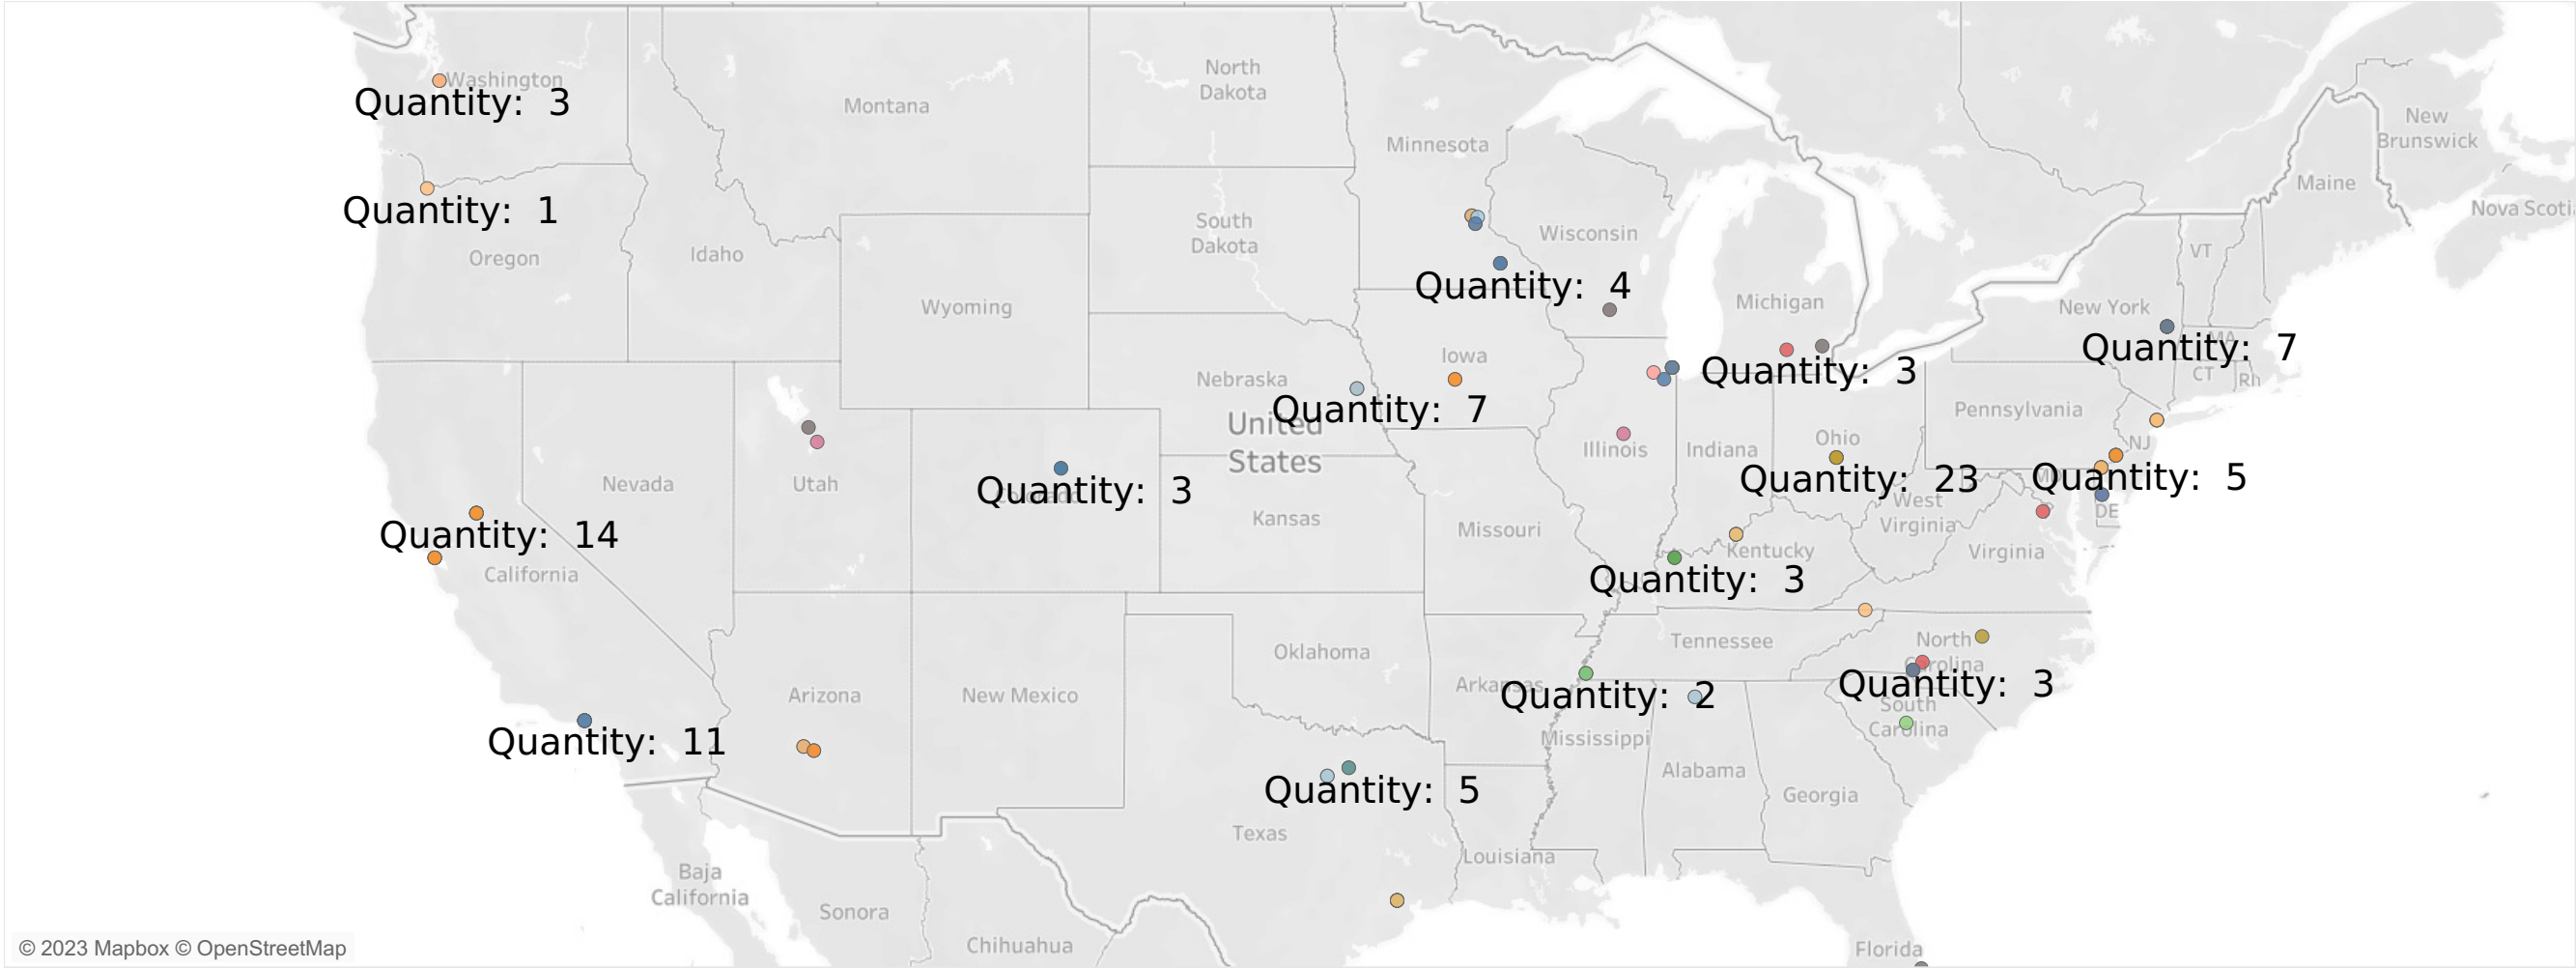 Washington
Quantity: 3
Montana
North
Dakota
Minnesota
New
Brunswick
Maine
Nova Scoti
Quantity: 1
Oregon
Idaho
South
Dakota
Wisconsin
VT
Wyoming
Quantity: 4
Michigan
New York
MA
Quantity: 7
CT
Rh
Iowa
Nebraska
Quantity: 7
Quantity: 3
United
States
Pennsylvania
NJ
Illinois
Indiana
Ohio
Quantity: 23
Quantity: 5
DE
Nevada
Utah
Quantity: 3
Kansas
Missouri
West
Virginia
Virginia
Quantity: 14
California
Kentucky
Quantity: 3
Oklahoma
Tennessee
North
Carolina
Quantity: 3
Arizona
New Mexico
Arkansas
Quantity: 2
South
Carolina
Quantity: 11
Mississippi
Alabama
Georgia
Quantity: 5
Texas
Louisiana
Baja
California
Sonora
Chihuahua
Florida
© 2023 Mapbox © OpenStreetMap